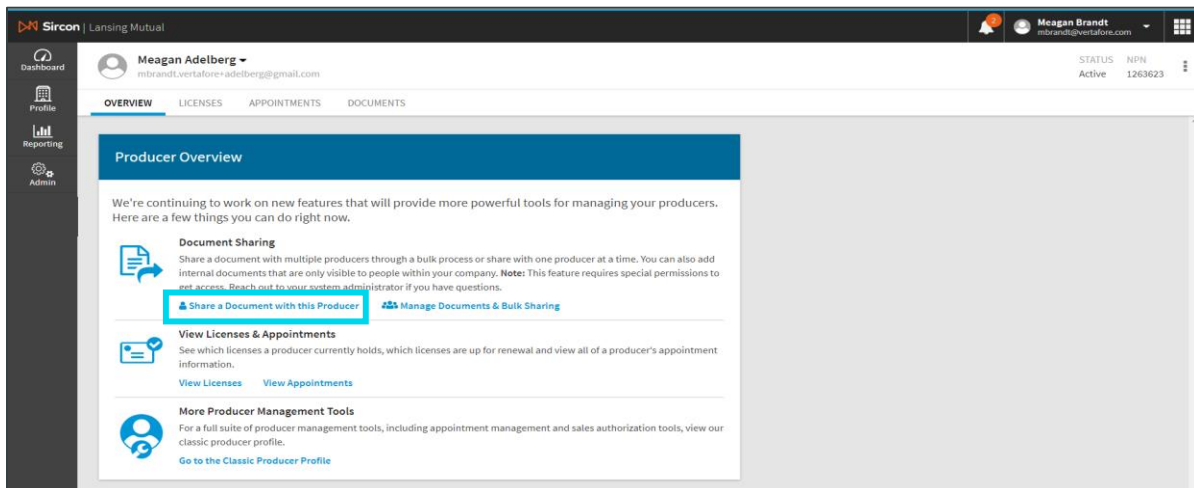 Sircon | Lansing Mutual
2
Meagan Brandt
mbrandt@vertafore.com
Dashboard
Profile
Reporting
Admin
Meagan Adelberg
mbrandt.vertafore+adelberg@gmail.com
STATUS NPN
Active 1263623
OVERVIEW LICENSES APPOINTMENTS DOCUMENTS
Producer Overview
We're continuing to work on new features that will provide more powerful tools for managing your producers.
Here are a few things you can do right now.
Document Sharing
Share a document with multiple producers through a bulk process or share with one producer at a time. You can also add
internal documents that are only visible to people within your company. Note: This feature requires special permissions to
get access. Reach out to your system administrator if you have questions.
Share a Document with this Producer Manage Documents & Bulk Sharing
View Licenses & Appointments
See which licenses a producer currently holds, which licenses are up for renewal and view all of a producer's appointment
information.
View Licenses View Appointments
More Producer Management Tools
For a full suite of producer management tools, including appointment management and sales authorization tools, view our
classic producer profile.
Go to the Classic Producer Profile